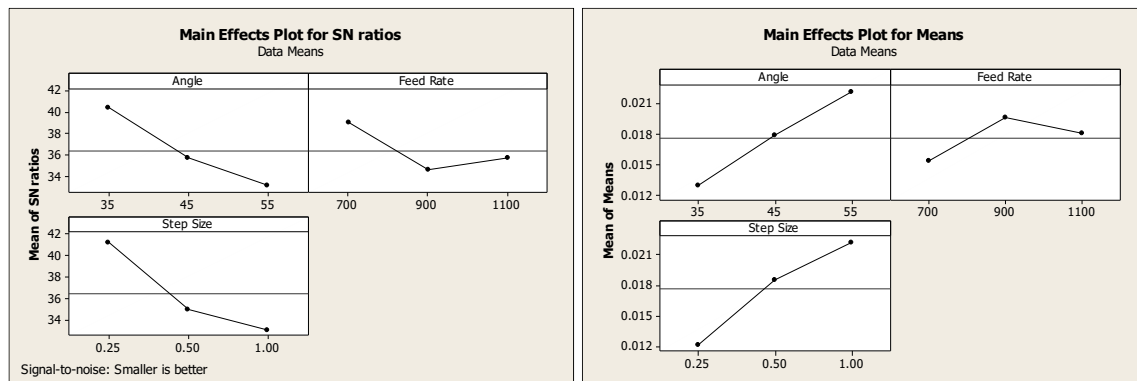 Main Effects Plot for SN ratios
Data Means
Angle
Feed Rate
42
40
38
36
34
35
45
55
700
900
1100
Step Size
42
40
38
36
34
0.25
0.50
1.00
Mean of SN ratios
Signal-to-noise: Smaller is better
Main Effects Plot for Means
Data Means
Angle
Feed Rate
0.021
0.018
0.015
0.012
35
45
55
700
900
1100
Step Size
0.021
0.018
0.015
0.012
0.25
0.50
1.00
Mean of Means